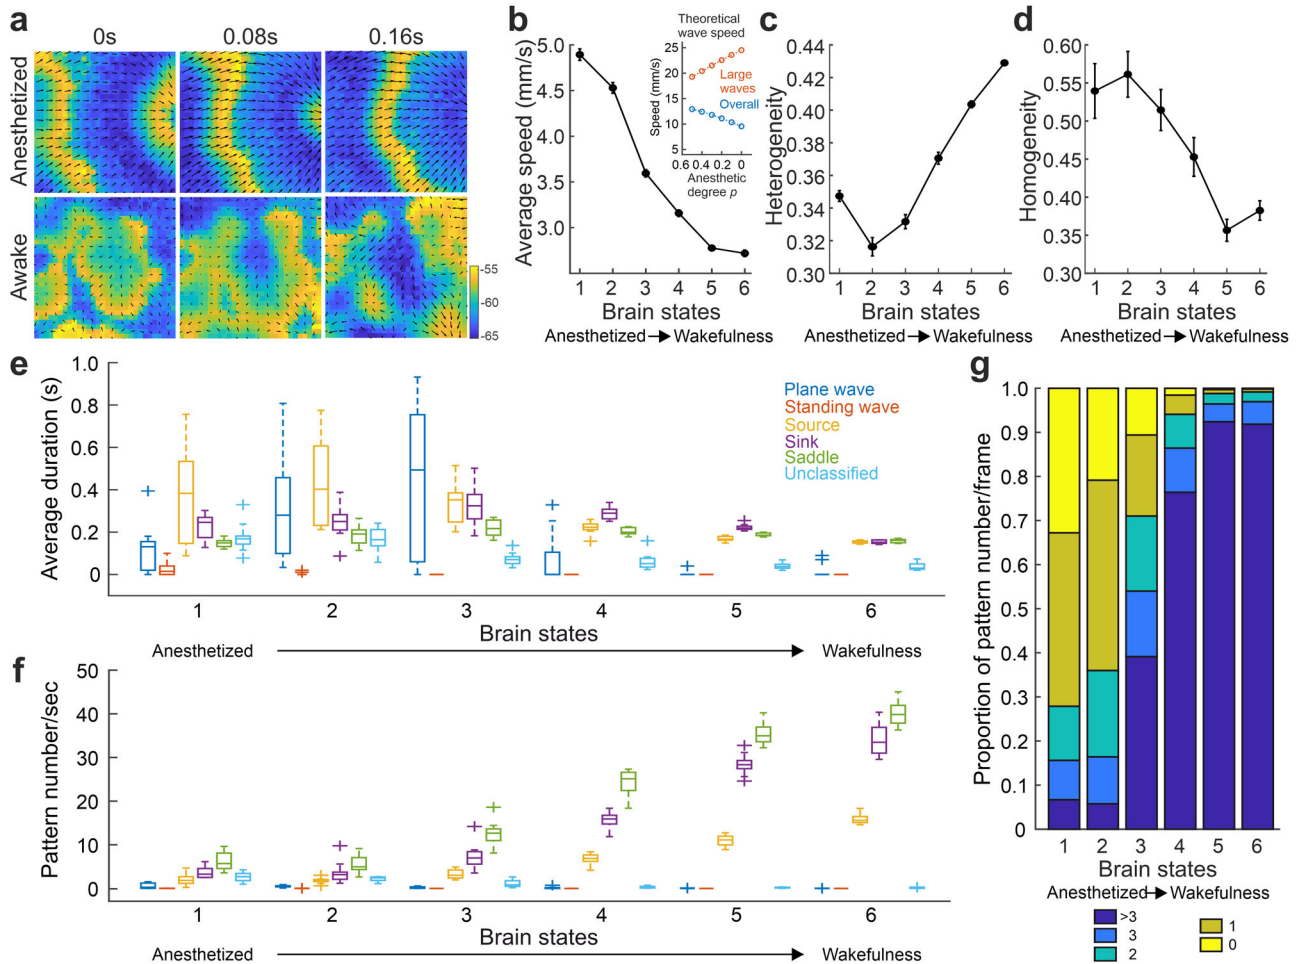 a
0s
0.08s
0.16s
Anesthetized
Awake
-55
-60
-65
b
Average speed (mm/s)
5.0
4.5
4.0
3.5
3.0
1 2 3 4 5 6
Brain states
Anesthetized → Wakefulness
Theoretical
wave speed
Speed (mm/s)
25
20
15
10
5
Large
waves
Overall
0.6 0.4 0.2 0
Anesthetic
degree p
c
Heterogeneity
0.44
0.42
0.40
0.38
0.36
0.34
0.32
0.30
1 2 3 4 5 6
Brain states
Anesthetized → Wakefulness
d
Homogeneity
0.60
0.55
0.50
0.45
0.40
0.35
0.30
1 2 3 4 5 6
Brain states
Anesthetized → Wakefulness
e
Average duration (s)
1.0
0.8
0.6
0.4
0.2
0
Plane wave
Standing wave
Source
Sink
Saddle
Unclassified
1 2 3 4 5 6
Brain states
Anesthetized → Wakefulness
f
Pattern number/sec
50
40
30
20
10
0
1 2 3 4 5 6
Brain states
Anesthetized → Wakefulness
g
Proportion of pattern number/frame
1.0
0.9
0.8
0.7
0.6
0.5
0.4
0.3
0.2
0.1
0
1 2 3 4 5 6
Brain states
Anesthetized → Wakefulness
>3
3
2
1
0